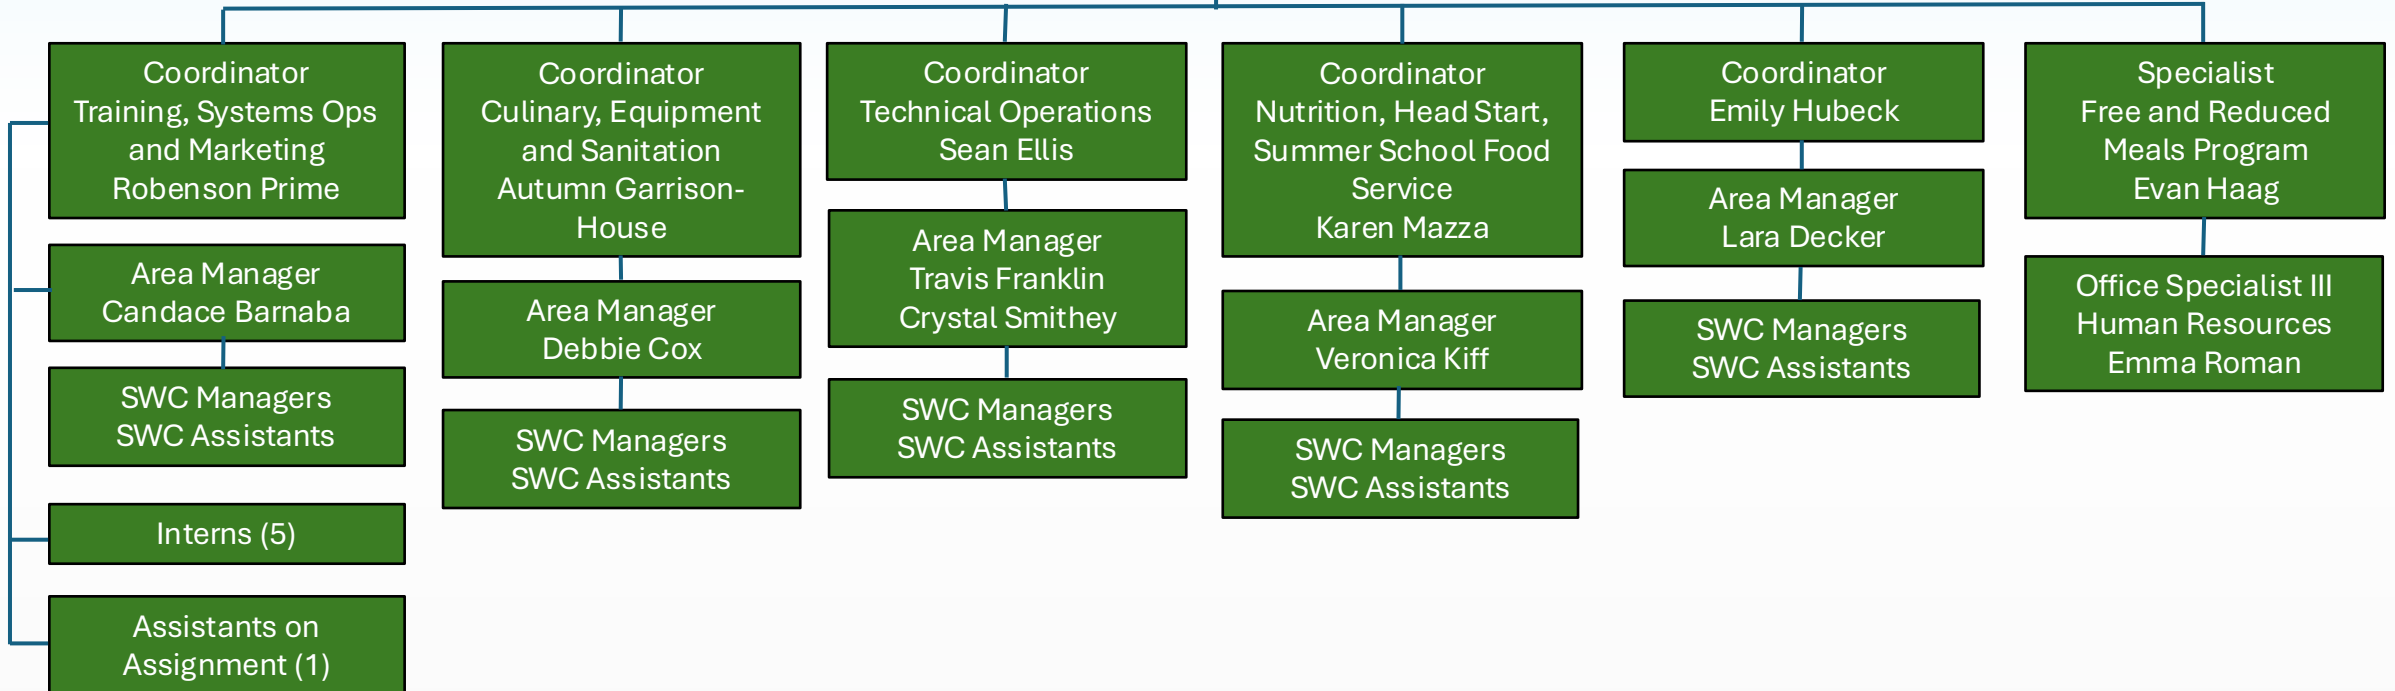 Coordinator
Training, Systems Ops
and Marketing
Robenson Prime
Area Manager
Candace Barnaba
SWC Managers
SWC Assistants
Interns (5)
Assistants on
Assignment (1)
Coordinator
Culinary, Equipment
and Sanitation
Autumn Garrison-
House
Area Manager
Debbie Cox
SWC Managers
SWC Assistants
Coordinator
Technical Operations
Sean Ellis
Area Manager
Travis Franklin
Crystal Smithey
SWC Managers
SWC Assistants
Coordinator
Nutrition, Head Start,
Summer School Food
Service
Karen Mazza
Area Manager
Veronica Kiff
SWC Managers
SWC Assistants
Coordinator
Emily Hubeck
Area Manager
Lara Decker
SWC Managers
SWC Assistants
Specialist
Free and Reduced
Meals Program
Evan Haag
Office Specialist III
Human Resources
Emma Roman